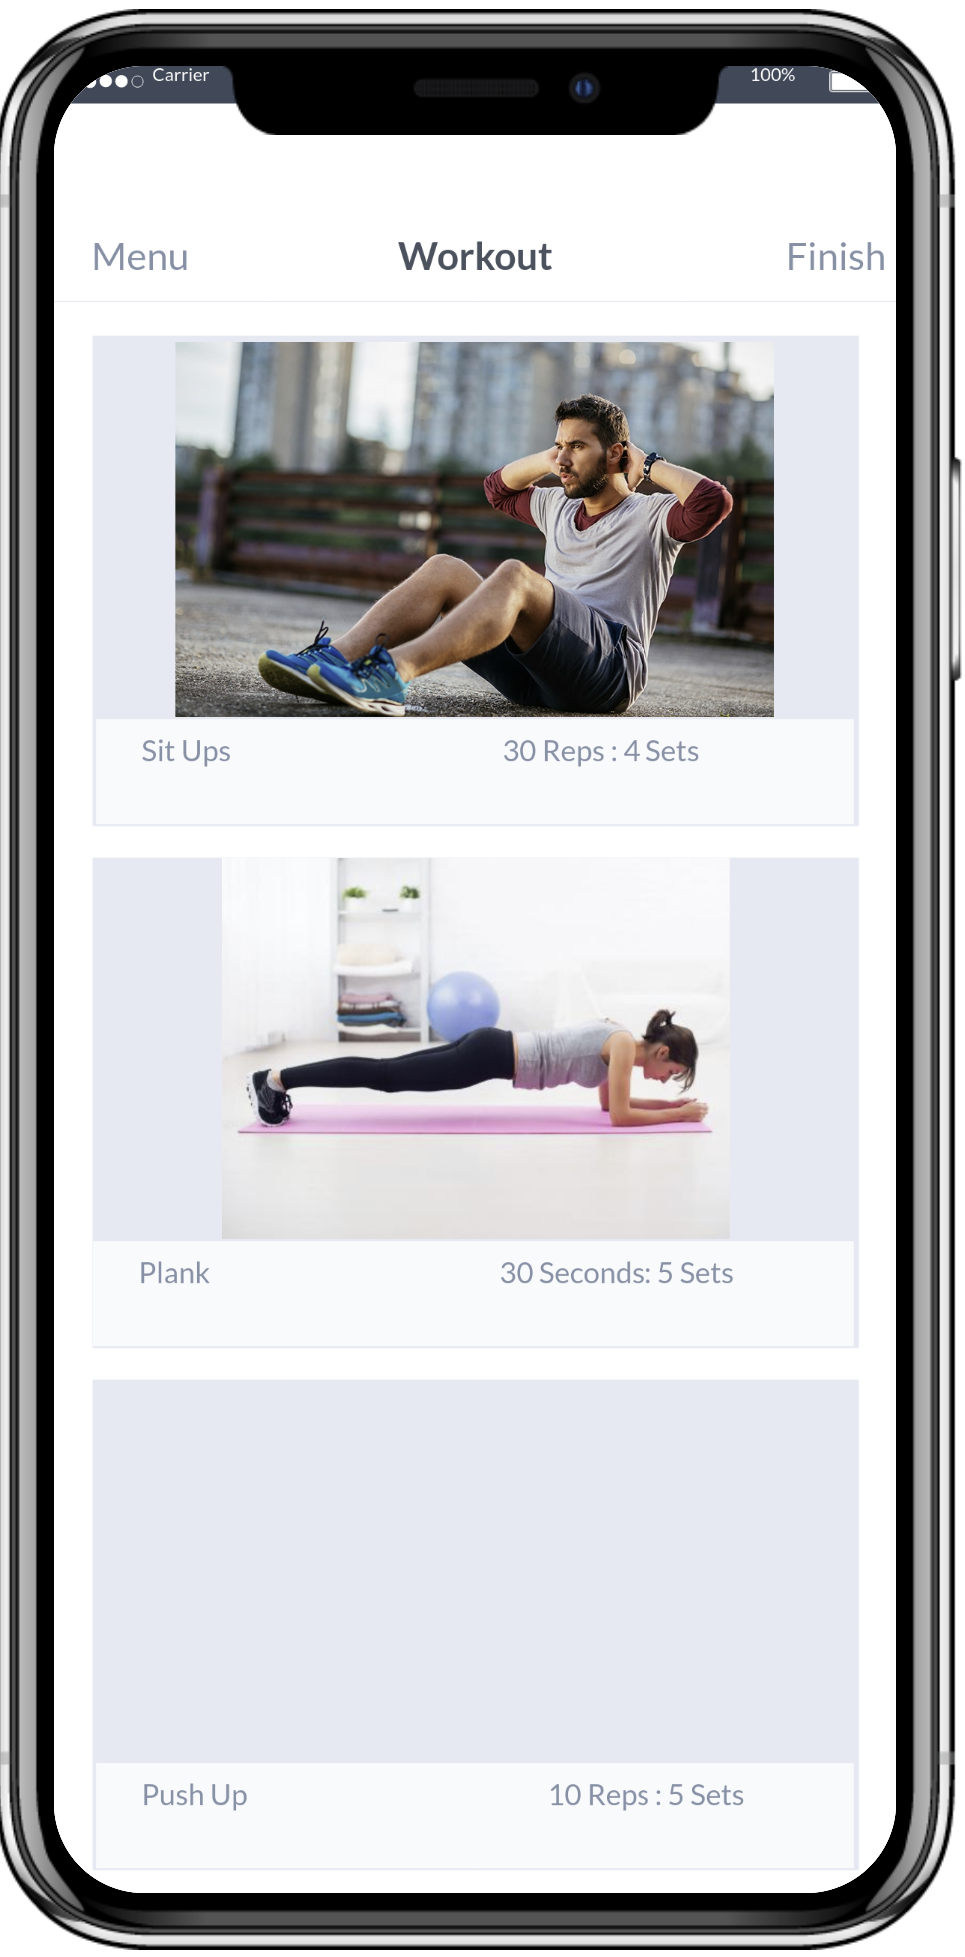 Carrier 100%
Menu Workout Finish
Sit Ups 30 Reps : 4 Sets
Plank 30 Seconds: 5 Sets
Push Up 10 Reps : 5 Sets